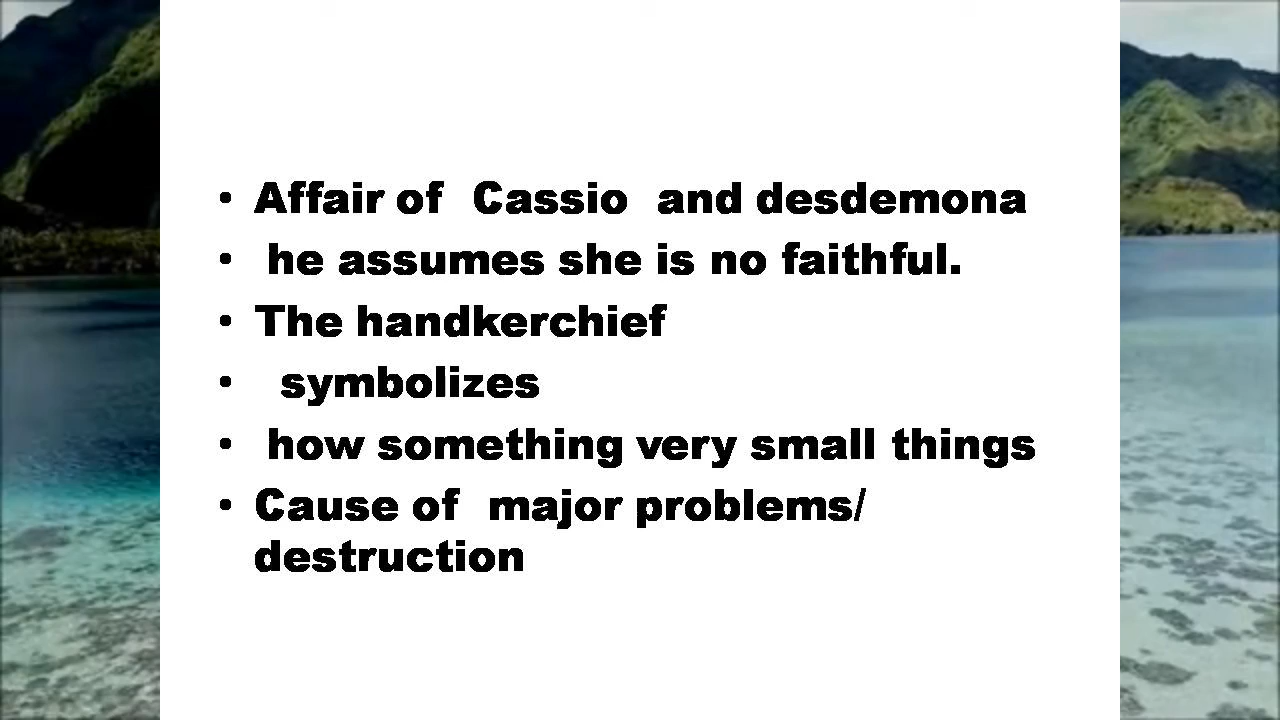 • Affair of Cassio and desdemona
• he assumes she is no faithful.
• The handkerchief
• symbolizes
• how something very small things
• Cause of major problems/
destruction